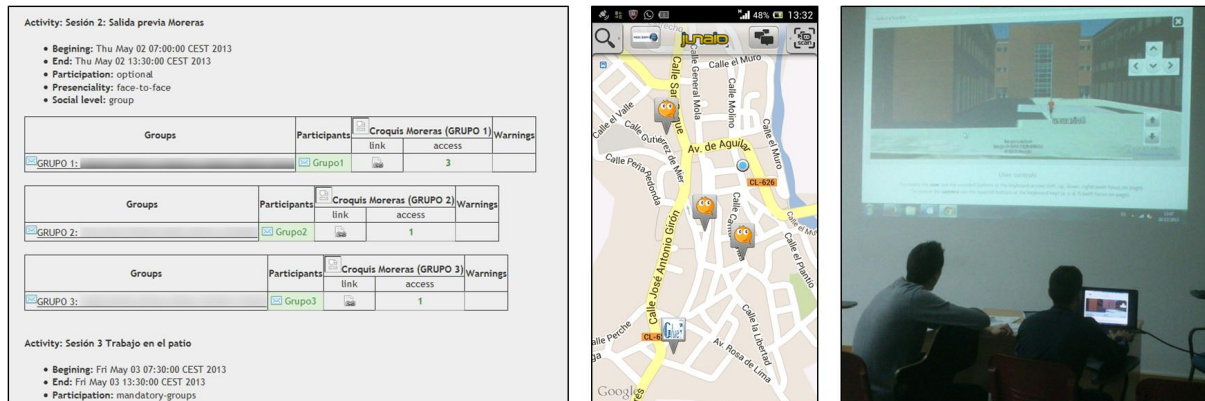 Activity: Sesión 2: Salida previa Moreras
Begining: Thu May 02 07:00:00 CEST 2013
End: Thu May 02 13:30:00 CEST 2013
Participation: optional
Presenciality: face-to-face
Social level: group
Groups Participants Croquis Moreras (GRUPO 1) Warnings
link access
GRUPO 1: Grupo1 3
Groups Participants Croquis Moreras (GRUPO 2) Warnings
link access
GRUPO 2: Grupo2 1
Groups Participants Croquis Moreras (GRUPO 3) Warnings
link access
GRUPO 3: Grupo3 1
Activity: Sesión 3 Trabajo en el patio
Begining: Fri May 03 07:30:00 CEST 2013
End: Fri May 03 13:30:00 CEST 2013
Participation: mandatory-groups
48% 13:32
junaio
scan
Calle el Muro
Calle General Mola
Calle Molino
Calle el Valle
Calle Gutiérrez de Mier
Calle el Muro
Av. de Aguilar
Calle Peña Redonda
CL-626
Calle José Antonio Girón
Calle el Plantío
Calle la Libertad
Av. Rosa de Lima
Google
User controls